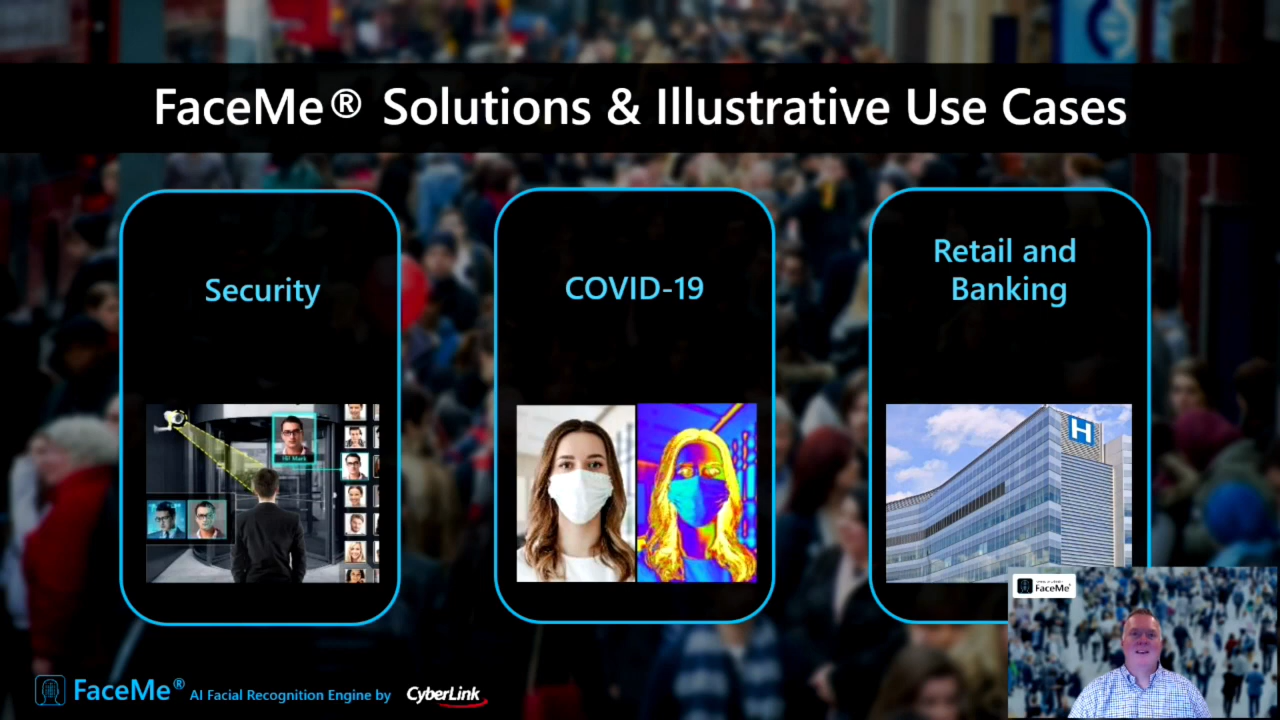 FaceMe® Solutions & Illustrative Use Cases
Security
COVID-19
Retail and
Banking
H
FaceMe® AI Facial Recognition Engine by CyberLink
FaceMe®